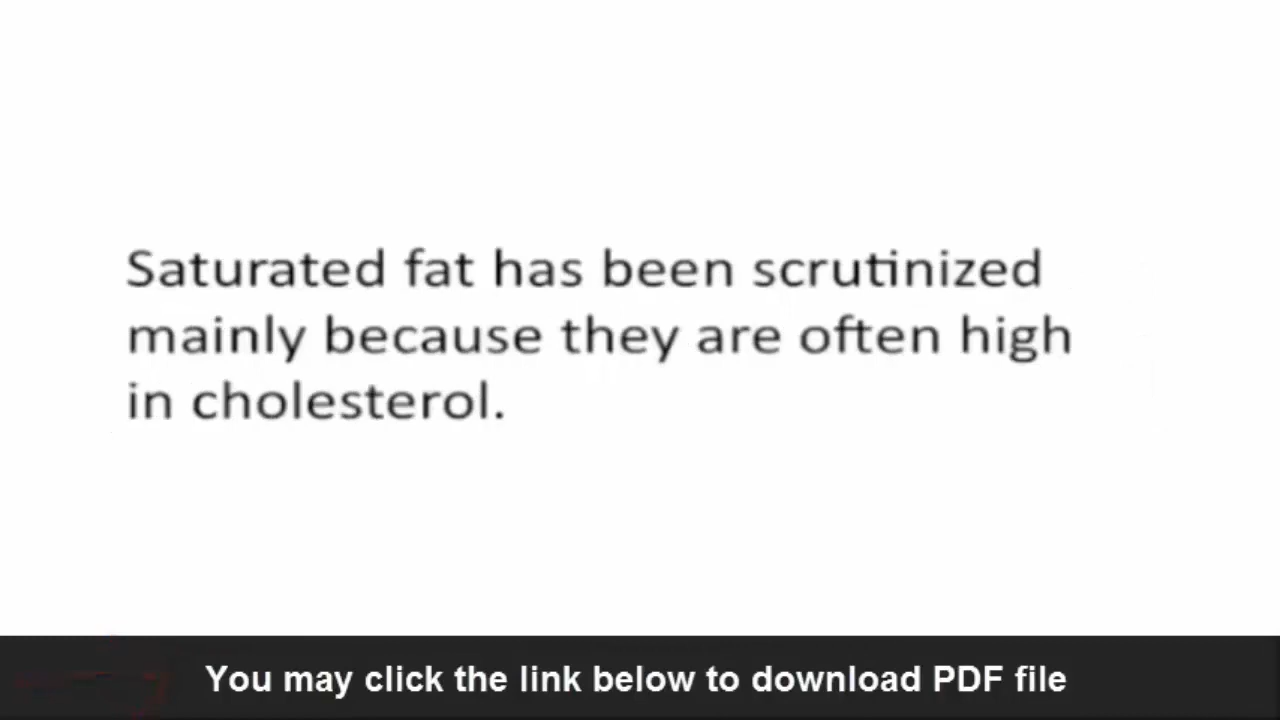 Saturated fat has been scrutinized
mainly because they are often high
in cholesterol.
You may click the link below to download PDF file